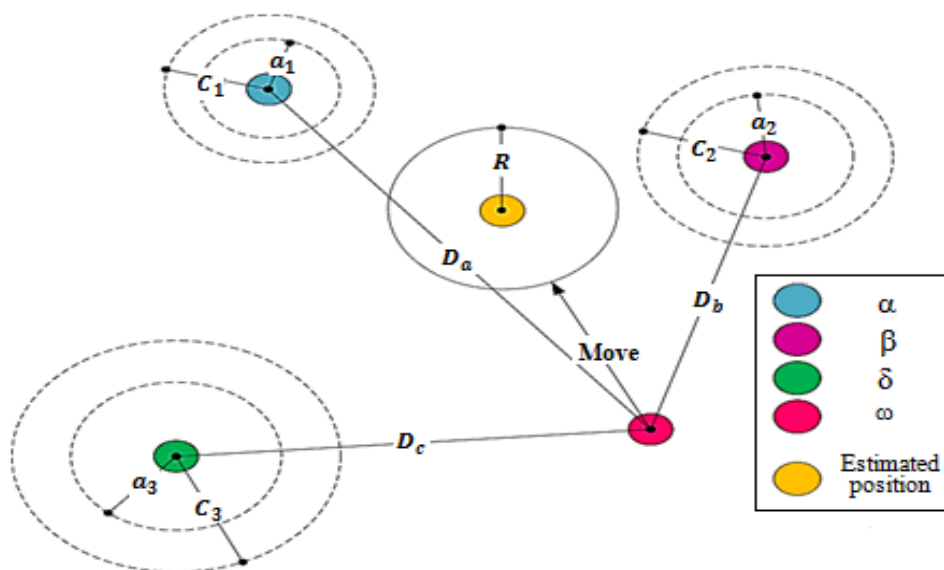 a1
C1
a2
C2
R
Da
Db
Move
Dc
a3
C3
α
β
δ
ω
Estimated
position